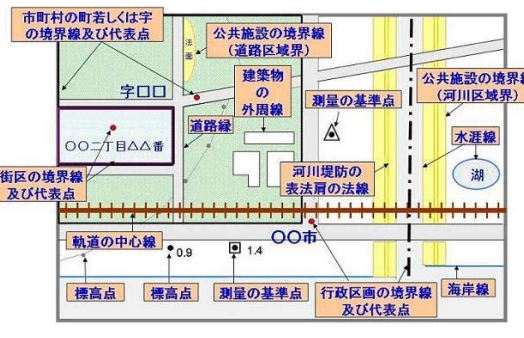 市町村の町若しくは字
の境界線及び代表点
法面
公共施設の境界線
(道路区域界)
建築物
の
外周線
公共施設の境界線
(河川区域界)
字口口
測量の基準点
道路縁
水涯線
〇〇二丁目△△番
街区の境界線
及び代表点
河川堤防の
表法肩の法線
湖
軌道の中心線
〇〇市
0.9
1.4
標高点
標高点
測量の基準点
行政区画の境界線
及び代表点
海岸線